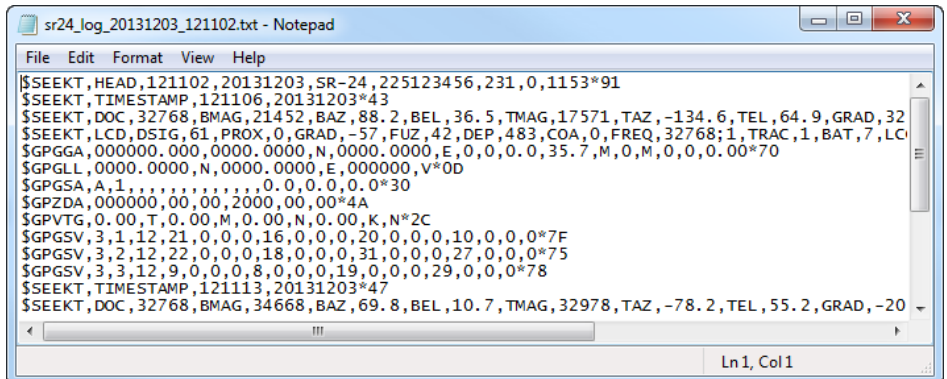 sr24_log_20131203_121102.txt - Notepad
File Edit Format View Help
$SEEKT,HEAD,121102,20131203,SR-24,225123456,231,0,1153*91
$SEEKT,TIMESTAMP,121106,20131203*43
$SEEKT,DOC,32768,BMAG,21452,BAZ,88.2,BEL,36.5,TMAG,17571,TAZ,-134.6,TEL,64.9,GRAD,32
$SEEKT,LCD,DSIG,61,PROX,0,GRAD,-57,FUZ,42,DEP,483,COA,0,FREQ,32768;1,TRAC,1,BAT,7,LC
$GPGGA,000000.000,0000.0000,N,0000.0000,E,0,0,0.0,35.7,M,0,M,0,0,0.00*70
$GPGLL,0000.0000,N,0000.0000,E,000000,V*0D
$GPGSA,A,1,,,,,,,,,,,,,0.0,0.0,0.0*30
$GPZDA,000000,00,00,2000,00,00*4A
$GPVTG,0.00,T,0.00,M,0.00,N,0.00,K,N*2C
$GPGSV,3,1,12,21,0,0,0,16,0,0,0,20,0,0,0,10,0,0,0*7F
$GPGSV,3,2,12,22,0,0,0,18,0,0,0,31,0,0,0,27,0,0,0*75
$GPGSV,3,3,12,9,0,0,0,8,0,0,0,19,0,0,0,29,0,0,0*78
$SEEKT,TIMESTAMP,121113,20131203*47
$SEEKT,DOC,32768,BMAG,34668,BAZ,69.8,BEL,10.7,TMAG,32978,TAZ,-78.2,TEL,55.2,GRAD,-20
Ln1, Col1